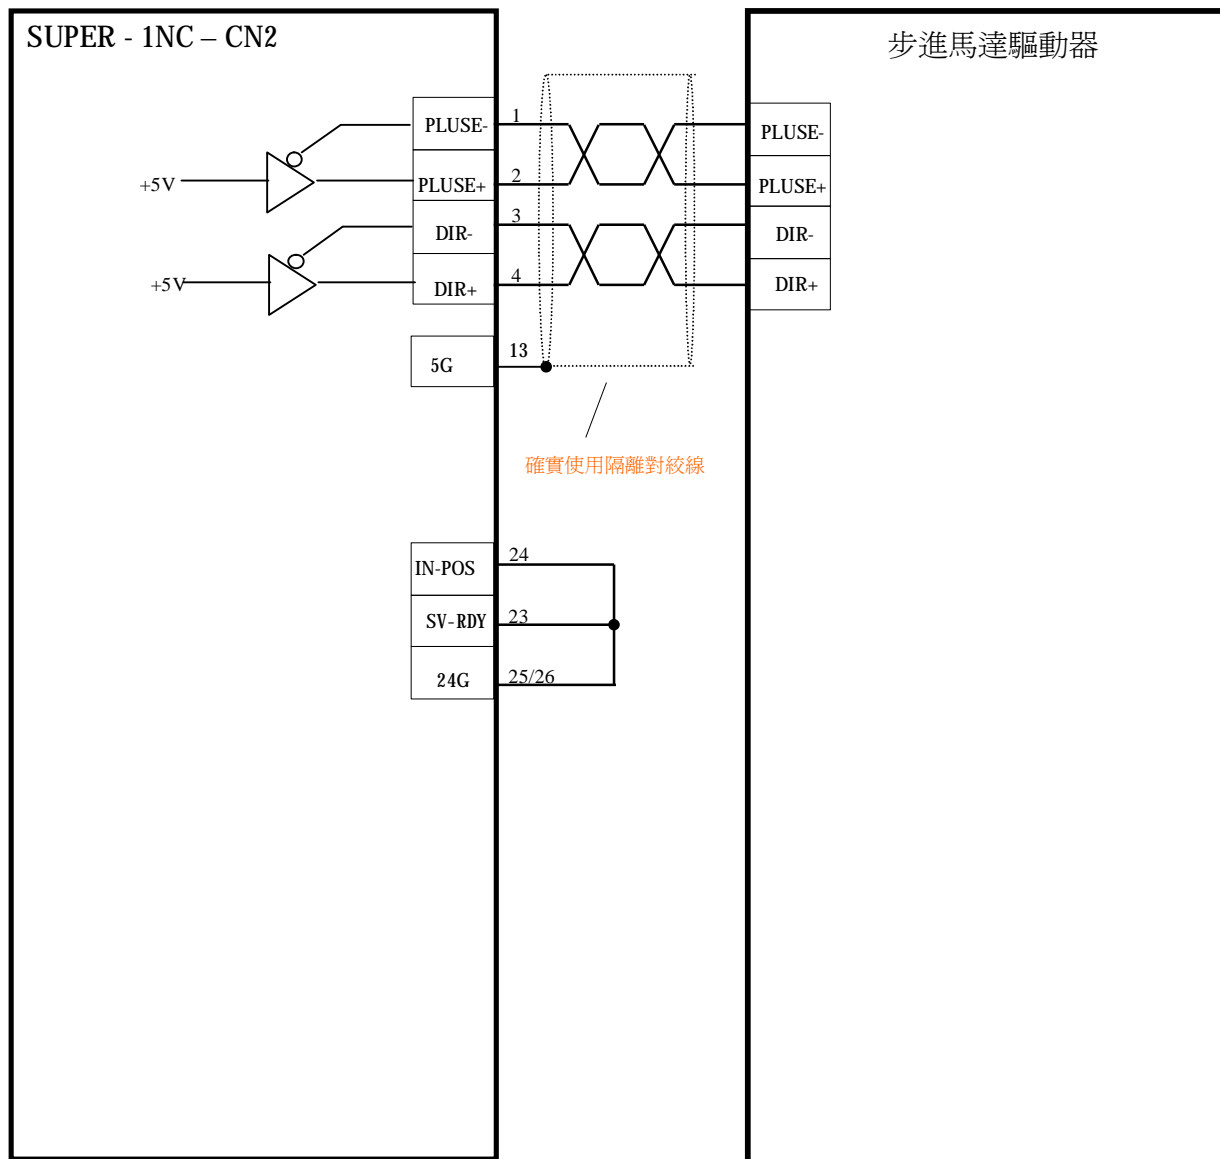 SUPER - 1NC – CN2
步進馬達驅動器
PLUSE-
1
PLUSE-
+5V
PLUSE+
2
PLUSE+
DIR-
3
DIR-
+5V
DIR+
4
DIR+
5G
13
確實使用隔離對絞線
IN-POS
24
SV-RDY
23
24G
25/26